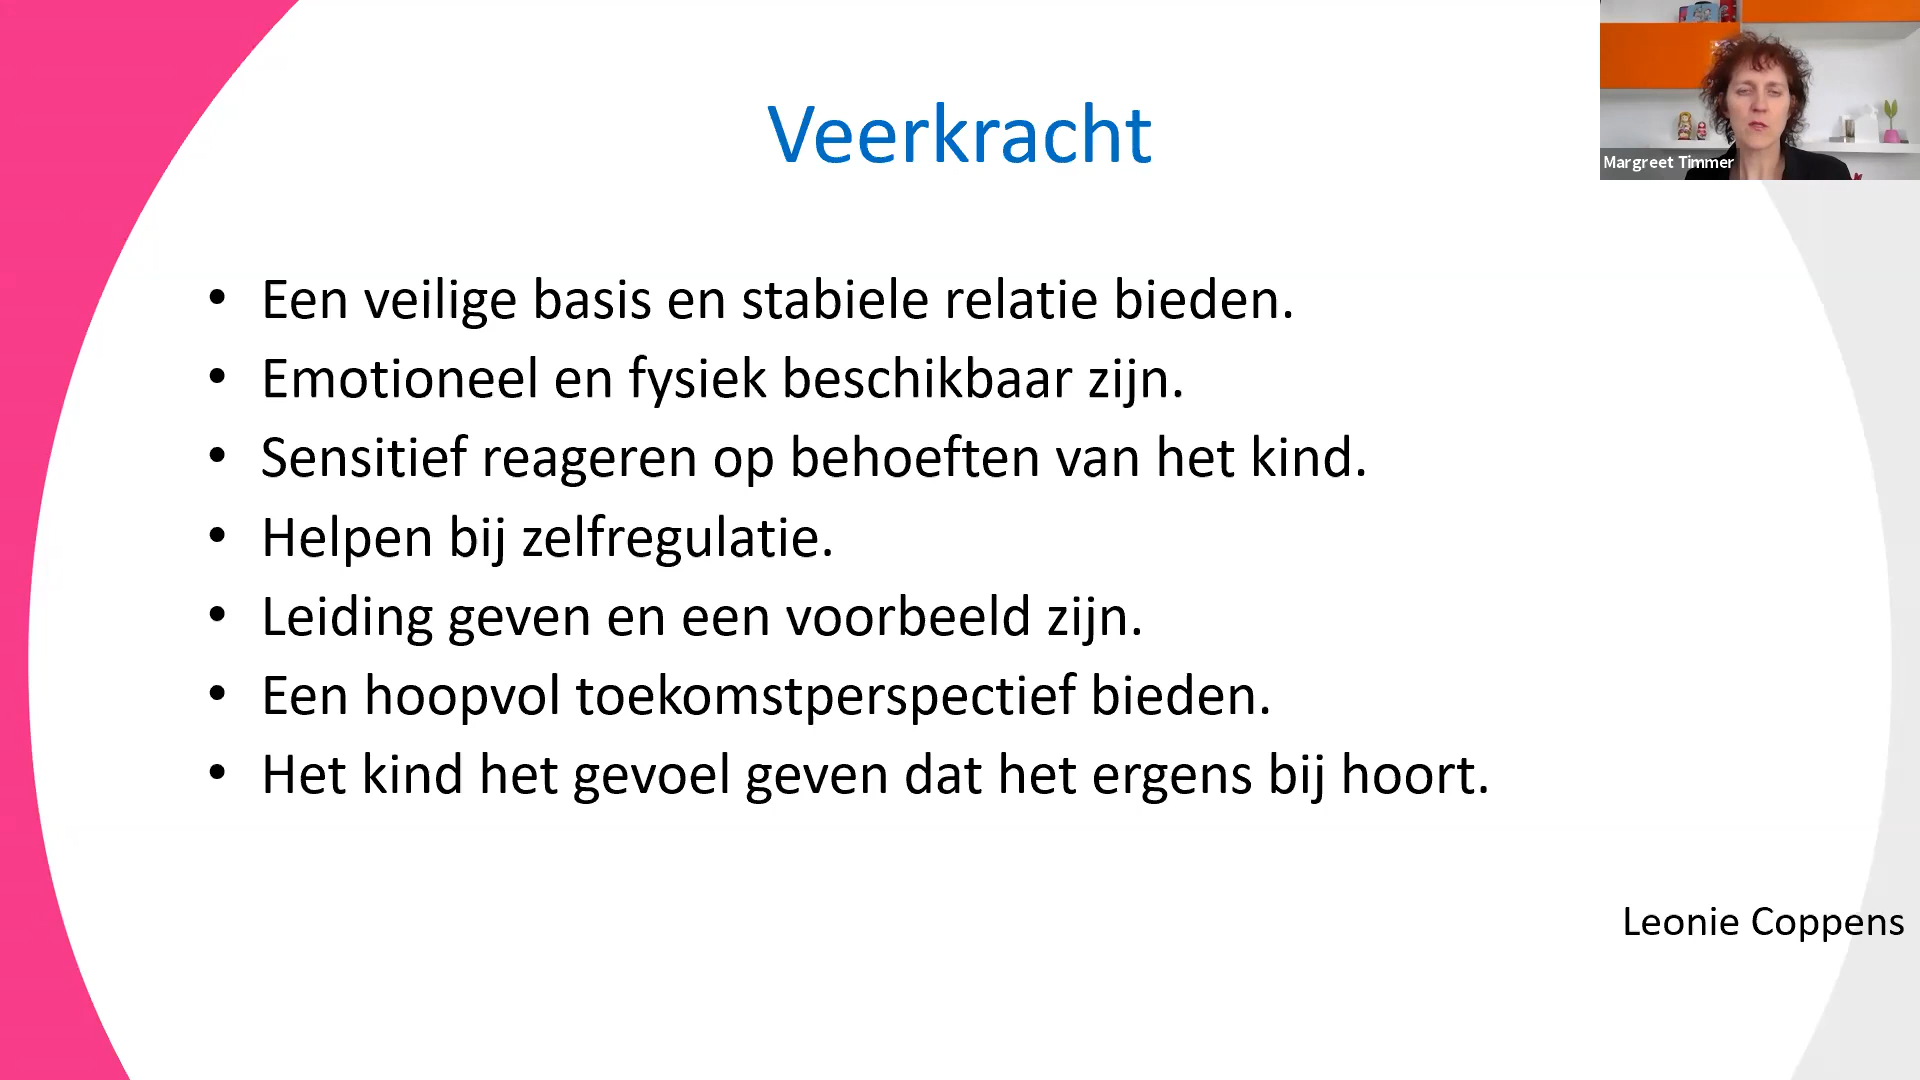 Veerkracht
Margreet Timmer
• Een veilige basis en stabiele relatie bieden.
• Emotioneel en fysiek beschikbaar zijn.
• Sensitief reageren op behoeften van het kind.
• Helpen bij zelfregulatie.
• Leiding geven en een voorbeeld zijn.
• Een hoopvol toekomstperspectief bieden.
• Het kind het gevoel geven dat het ergens bij hoort.
Leonie Coppens